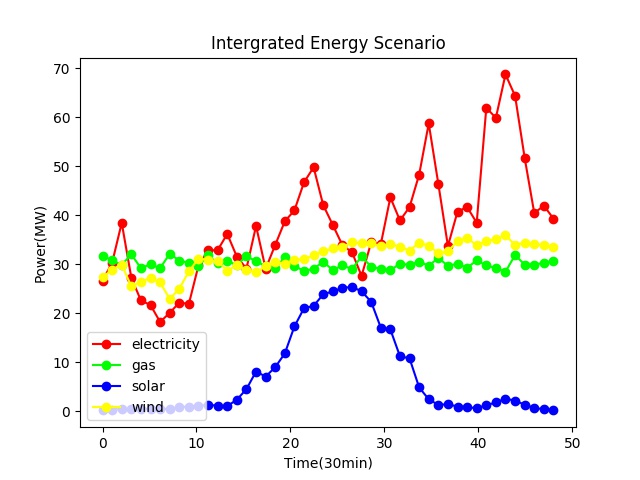 Intergrated Energy Scenario
Power(MW)
70
60
50
40
30
20
10
0
electricity
gas
solar
wind
0 10 20 30 40 50
Time(30min)